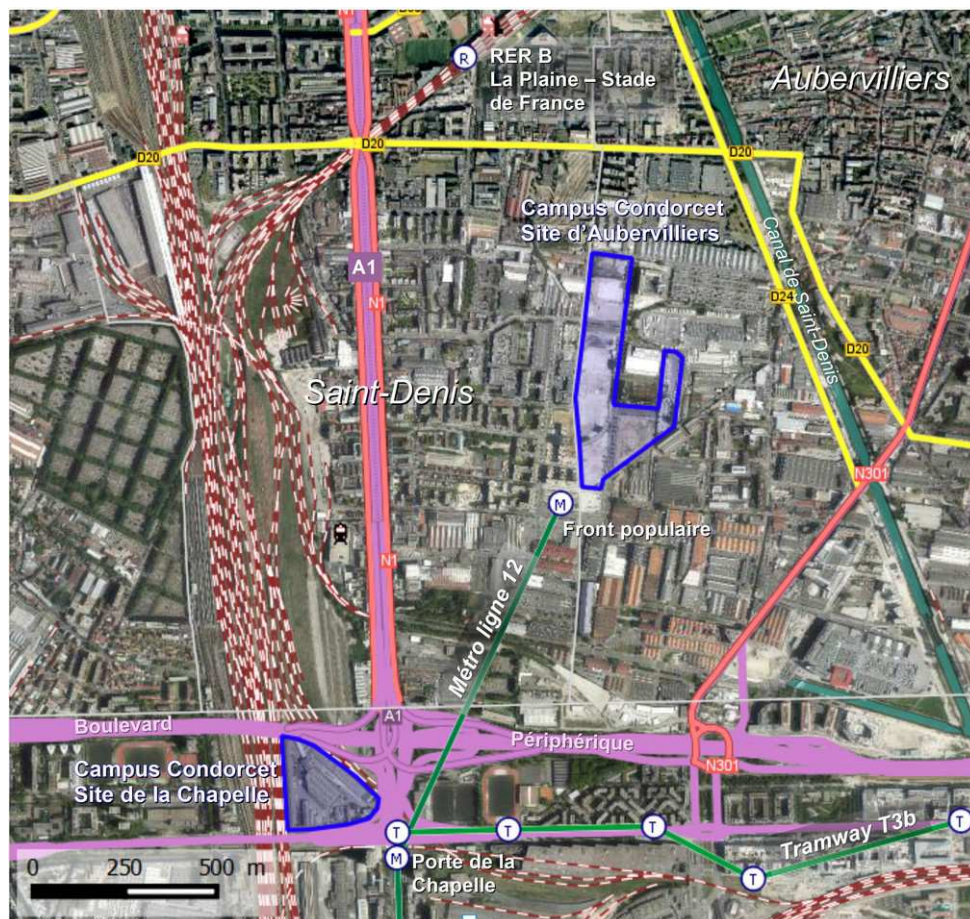 N1
RER B
La Plaine – Stade
de France
Aubervilliers
D20
D20
D20
Campus Condorcet
Site d'Aubervilliers
A1
N1
D24
Canal de Saint-Denis
D20
Saint-Denis
N301
M
Front populaire
N1
Métro ligne 12
A1
Boulevard
Périphérique
N301
Campus Condorcet
Site de la Chapelle
T
T
T
T
Tramway T3b
T
M
Porte de la
Chapelle
R
0 250 500 m